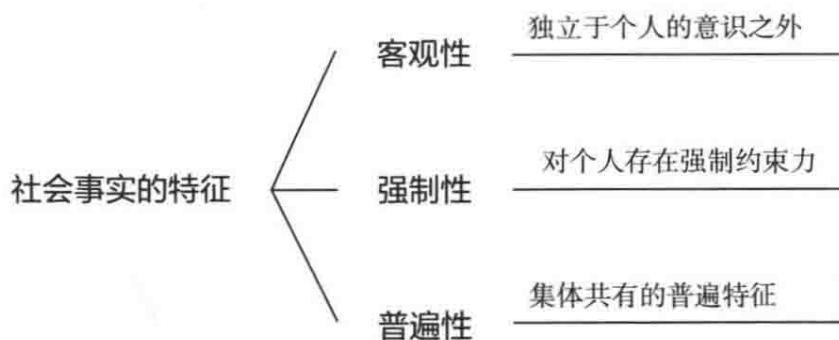 社会事实的特征
客观性
独立于个人的意识之外
强制性
对个人存在强制约束力
普遍性
集体共有的普遍特征